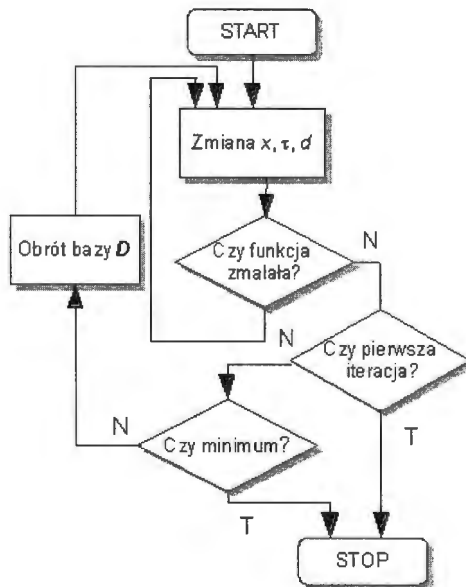 START
Zmiana x, τ, d
Obrót bazy D
Czy funkcja
zmalała?
N
N
Czy pierwsza
iteracja?
N
Czy minimum?
T
T
STOP